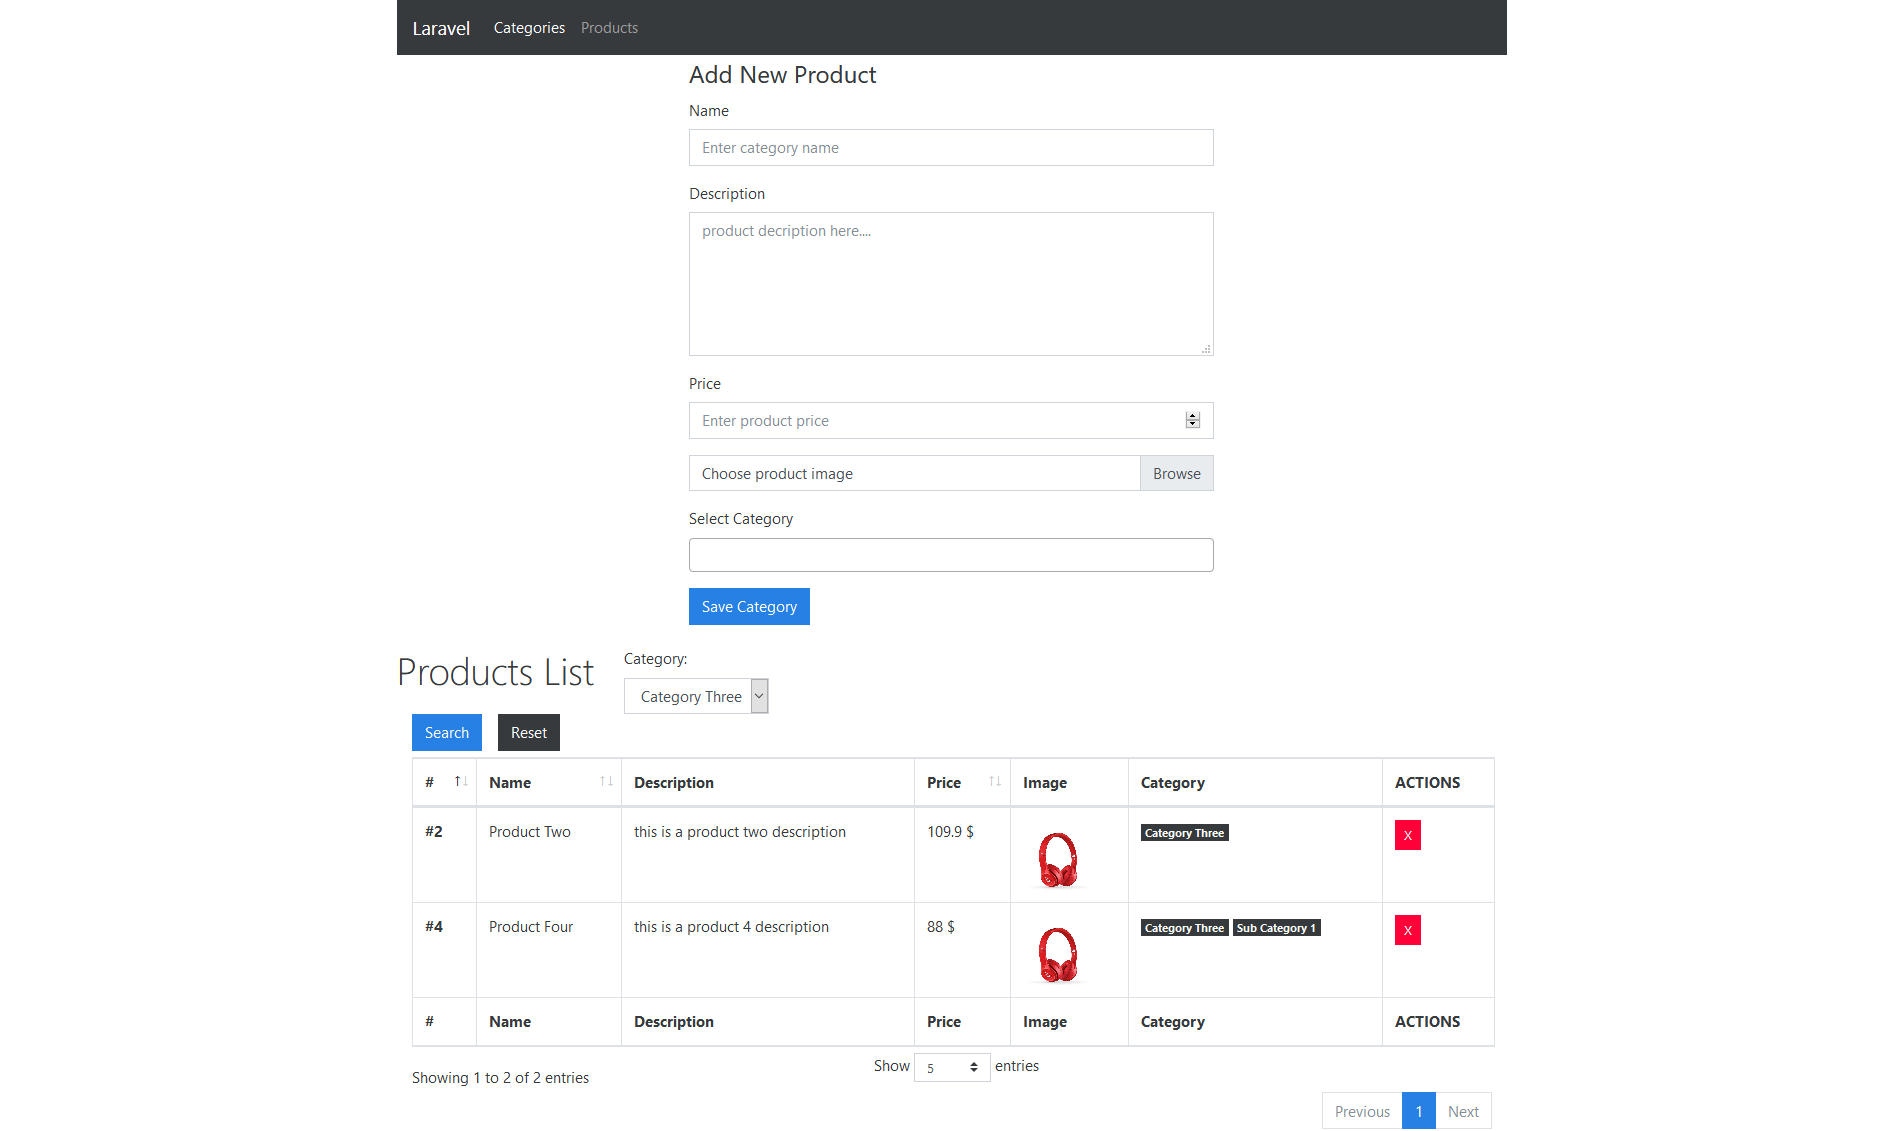 Laravel Categories Products
Add New Product
Name
Enter category name
Description
product decription here....
Price
Enter product price
Choose product image Browse
Select Category
Save Category
Products List
Category:
Category Three
Search Reset
# ↑↓ Name ↑↓ Description Price ↑↓ Image Category ACTIONS
#2 Product Two this is a product two description 109.9 $ Category Three X
#4 Product Four this is a product 4 description 88 $ Category Three Sub Category 1 X
# Name Description Price Image Category ACTIONS
Show 5 entries
Showing 1 to 2 of 2 entries
Previous 1 Next